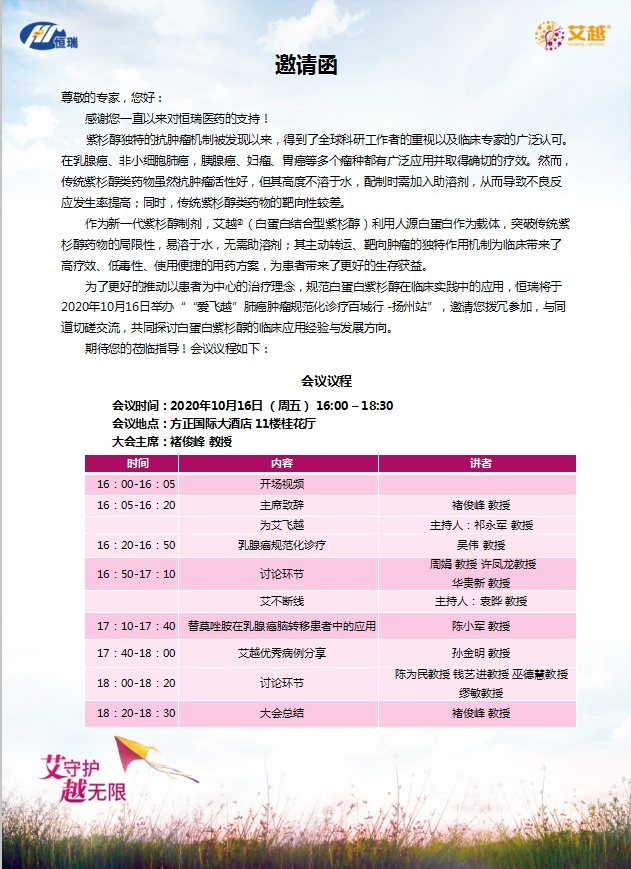 恒瑞
艾越®
邀请函
尊敬的专家，您好：
感谢您一直以来对恒瑞医药的支持！
紫杉醇独特的抗肿瘤机制被发现以来，得到了全球科研工作者的重视以及临床专家的广泛认可。
在乳腺癌、非小细胞肺癌，胰腺癌、妇瘤、胃癌等多个瘤种都有广泛应用并取得确切的疗效。然而，
传统紫杉醇类药物虽然抗肿瘤活性好，但其高度不溶于水，配制时需加入助溶剂，从而导致不良反
应发生率提高；同时，传统紫杉醇类药物的靶向性较差。
作为新一代紫杉醇制剂，艾越®（白蛋白结合型紫杉醇）利用人源白蛋白作为载体，突破传统紫
杉醇药物的局限性，易溶于水，无需助溶剂；其主动转运、靶向肿瘤的独特作用机制为临床带来了
高疗效、低毒性、使用便捷的用药方案，为患者带来了更好的生存获益。
为了更好的推动以患者为中心的治疗理念，规范白蛋白紫杉醇在临床实践中的应用，恒瑞将于
2020年10月16日举办“ “爱飞越”肺癌肿瘤规范化诊疗百城行 -扬州站”，邀请您拨冗参加，与同
道切磋交流，共同探讨白蛋白紫杉醇的临床应用经验与发展方向。
期待您的莅临指导！会议议程如下：
会议议程
会议时间：2020年10月16日 （周五） 16:00 – 18:30
会议地点：方正国际大酒店 11楼桂花厅
大会主席：褚俊峰 教授
时间 内容 讲者
16：00-16：05 开场视频
16：05-16：20 主席致辞 褚俊峰 教授
为艾飞越 主持人：祁永军 教授
16：20-16：50 乳腺癌规范化诊疗 吴伟 教授
16：50-17：10 讨论环节 周娟 教授 许凤龙教授
华贵新 教授
艾不断线 主持人：袁晔 教授
17：10-17：40 替莫唑胺在乳腺癌脑转移患者中的应用 陈小军 教授
17：40-18：00 艾越优秀病例分享 孙金明 教授
18：00-18：20 讨论环节 陈为民教授 钱艺进教授 巫德慧教授
缪敏教授
18：20-18：30 大会总结 褚俊峰 教授
艾守护
越无限